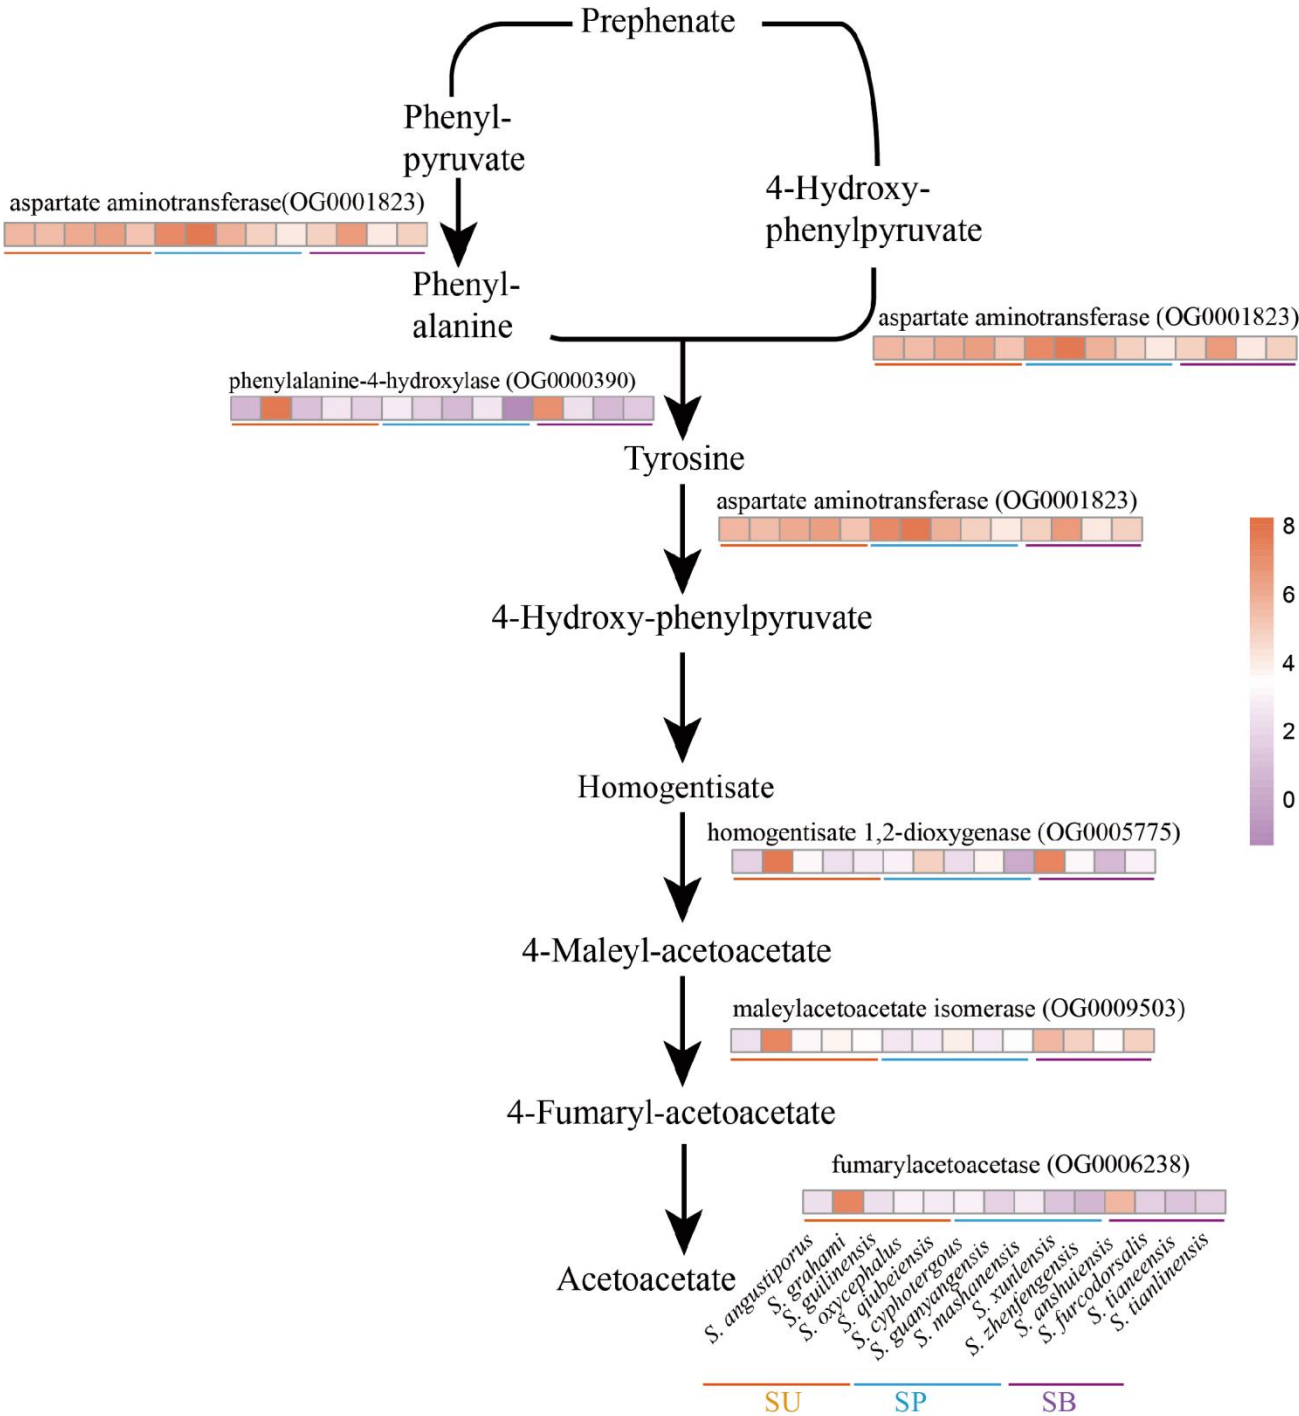 Prephenate
Phenyl-
pyruvate
4-Hydroxy-
phenylpyruvate
aspartate aminotransferase(OG0001823)
Phenyl-
alanine
aspartate aminotransferase (OG0001823)
phenylalanine-4-hydroxylase (OG0000390)
Tyrosine
aspartate aminotransferase (OG0001823)
8
6
4
2
0
4-Hydroxy-phenylpyruvate
Homogentisate
homogentisate 1,2-dioxygenase (OG0005775)
4-Maleyl-acetoacetate
maleylacetoacetate isomerase (OG0009503)
4-Fumaryl-acetoacetate
fumarylacetoacetase (OG0006238)
Acetoacetate
S. angustiporus
S. grahami
S. guilinensis
S. oxycephalus
S. qiubeiensis
S. cyphotergous
S. guanyangensis
S. mashanensis
S. xunlensis
S. zhenfengensis
S. anshuiensis
S. furcodorsalis
S. tianeensis
S. tianlinensis
SU
SP
SB